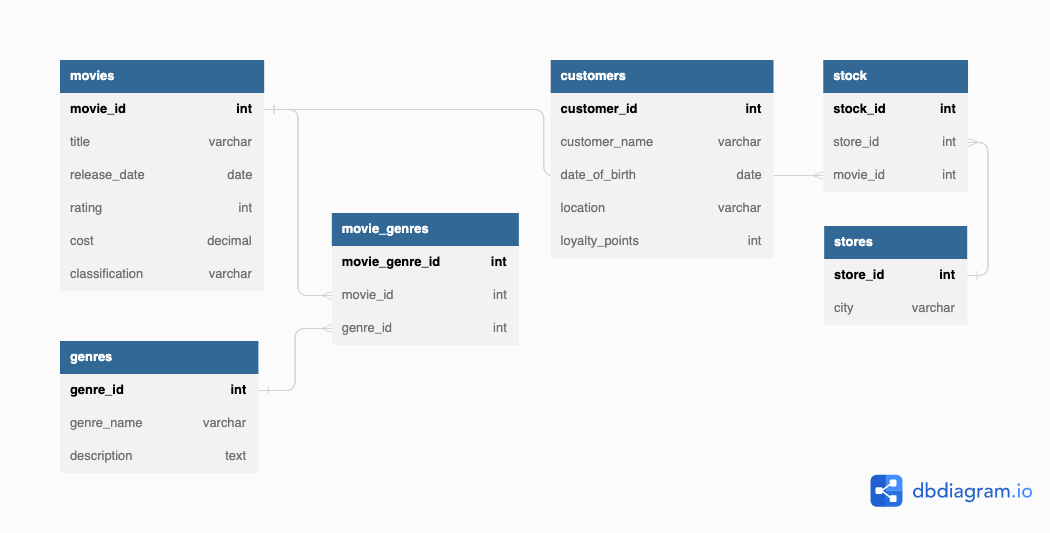 movies
movie_id int
title varchar
release_date date
rating int
cost decimal
classification varchar
genres
genre_id int
genre_name varchar
description text
movie_genres
movie_genre_id int
movie_id int
genre_id int
customers
customer_id int
customer_name varchar
date_of_birth date
location varchar
loyalty_points int
stock
stock_id int
store_id int
movie_id int
stores
store_id int
city varchar
dbdiagram.io